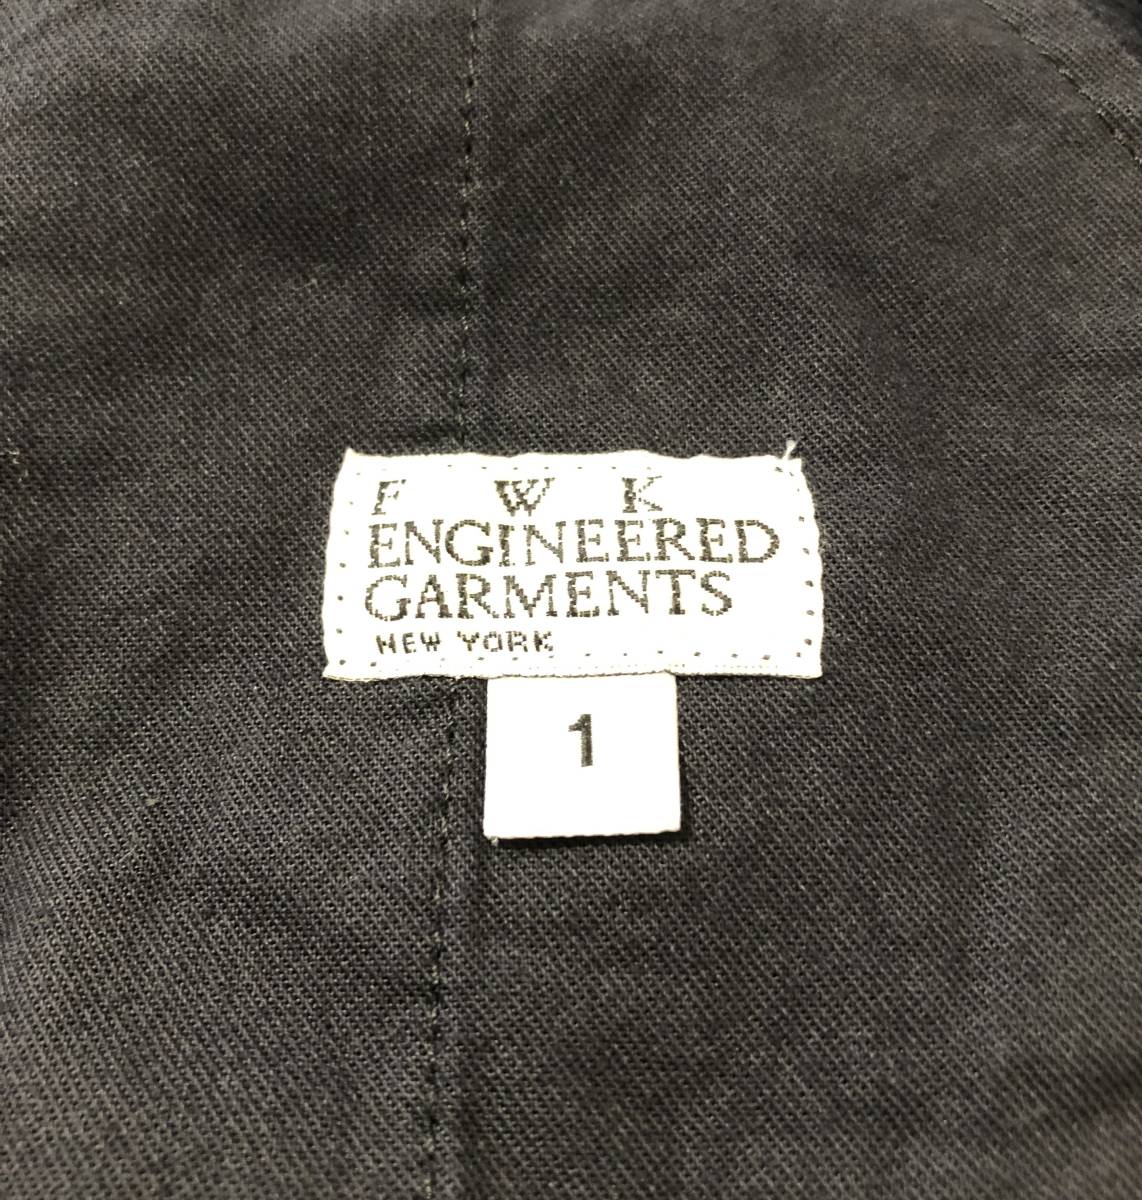 F W K
ENGINEERED
GARMENTS
NEW YORK
1